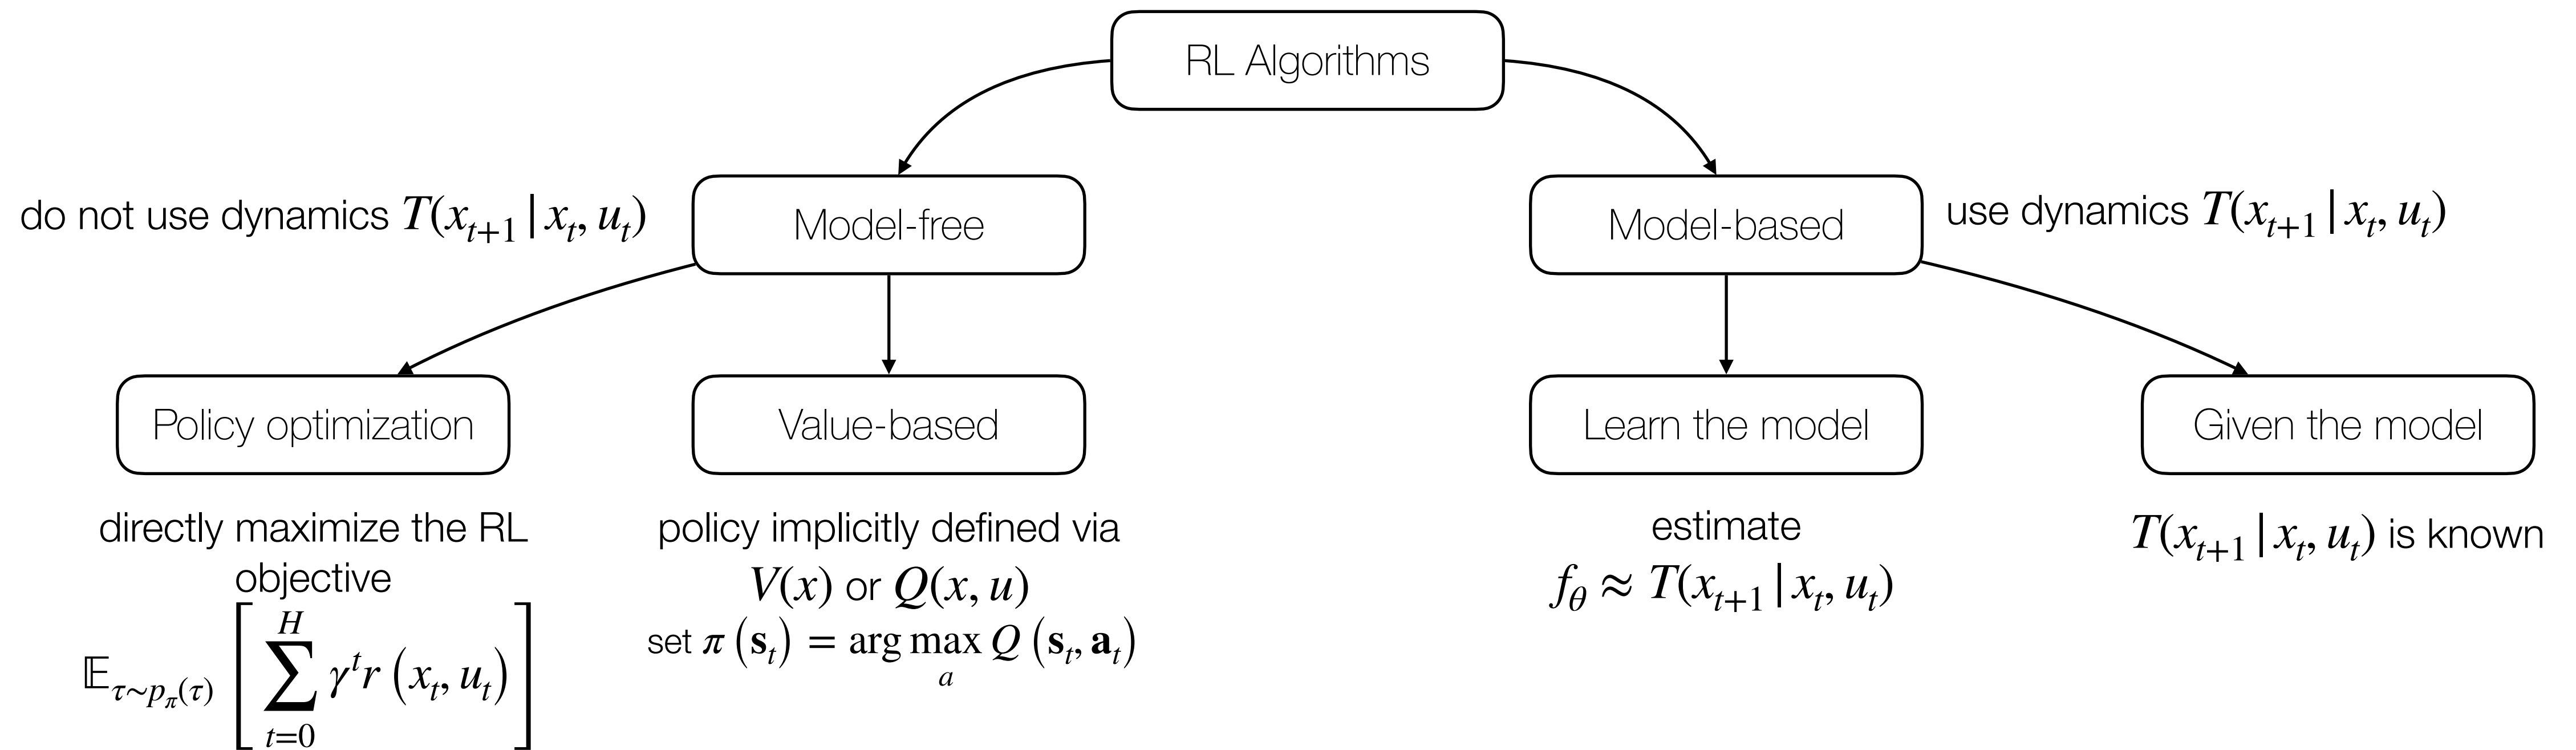 RL Algorithms
do not use dynamics T(x_{t+1} | x_t, u_t)
Model-free
Model-based
use dynamics T(x_{t+1} | x_t, u_t)
Policy optimization
Value-based
Learn the model
Given the model
directly maximize the RL
objective
𝔼_{τ∼p_π(τ)} [ ∑_{t=0}^{H} γ^t r (x_t, u_t) ]
policy implicitly defined via
V(x) or Q(x, u)
set π (𝐬_t) = arg max_a Q (𝐬_t, 𝐚_t)
estimate
f_θ ≈ T(x_{t+1} | x_t, u_t)
T(x_{t+1} | x_t, u_t) is known